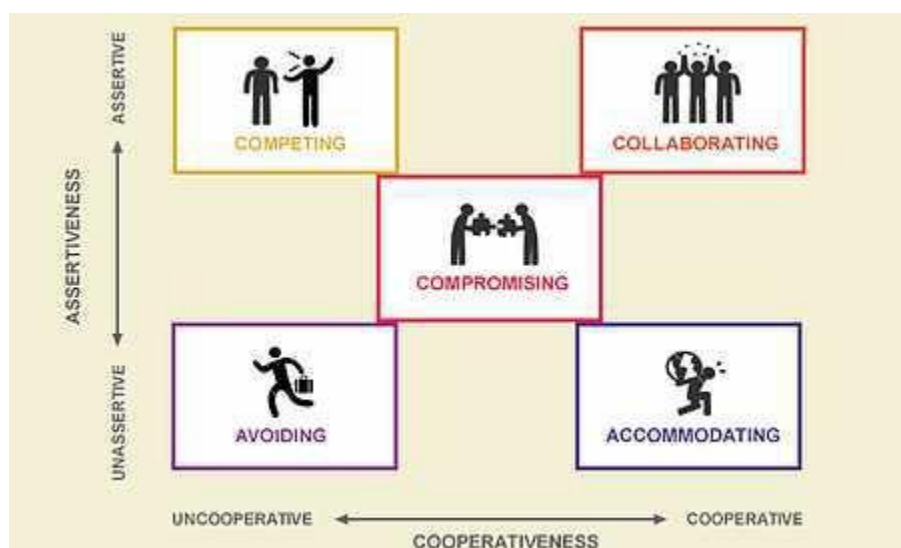 ASSERTIVE
COMPETING
COLLABORATING
ASSERTIVENESS
COMPROMISING
UNASSERTIVE
AVOIDING
ACCOMMODATING
UNCOOPERATIVE
COOPERATIVE
COOPERATIVENESS